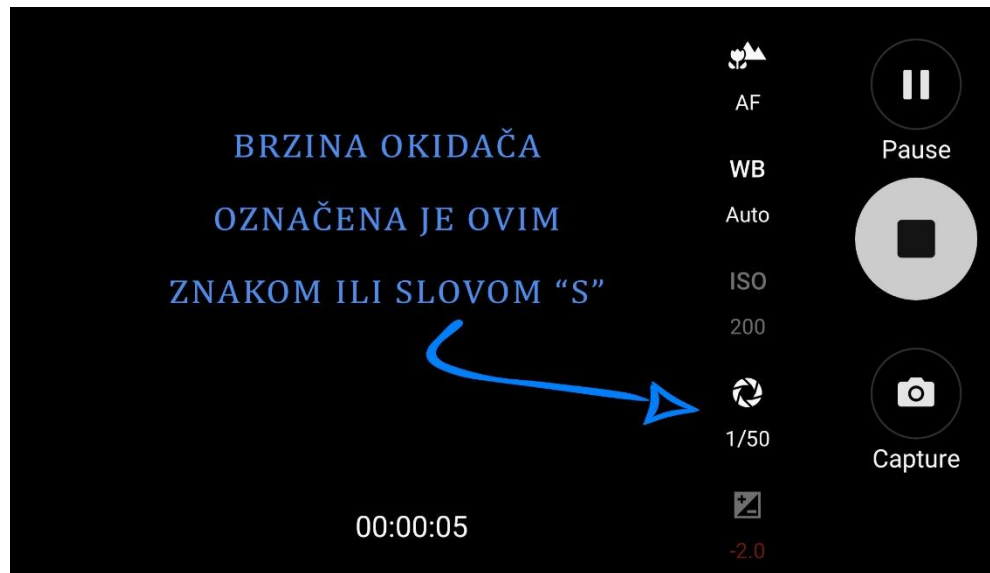 BRZINA OKIDAČA
OZNAČENA JE OVIM
ZNAKOM ILI SLOVOM “S”
00:00:05
AF
WB
Auto
ISO
200
1/50
-2.0
Pause
Capture